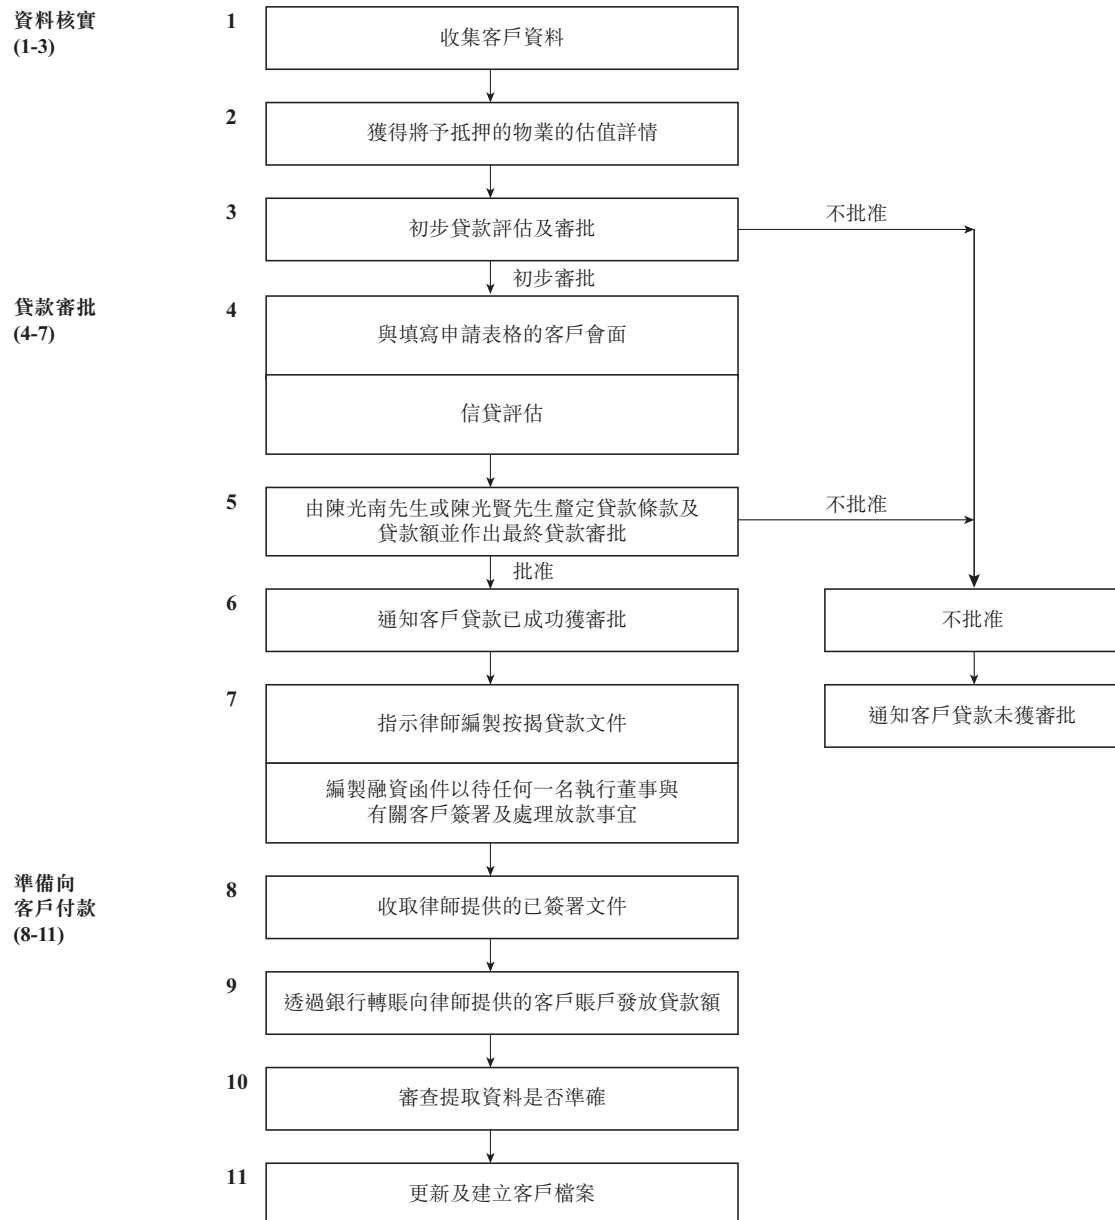 資料核實
(1-3)
1
收集客戶資料
2
獲得將予抵押的物业的估值詳情
3
初步貸款評估及審批
不批准
初步審批
貸款審批
(4-7)
4
與填寫申請表格的客戶會面
信貸評估
5
由陳光南先生或陳光賢先生釐定貸款條款及
貸款額並作出最終貸款審批
不批准
批准
6
通知客戶貸款已成功獲審批
不批准
7
指示律師編製按揭貸款文件
通知客戶貸款未獲審批
編製融資函件以待任何一名執行董事與
有關客戶簽署及處理放款事宜
準備向
客戶付款
(8-11)
8
收取律師提供的已簽署文件
9
透過銀行轉賬向律師提供的客戶賬戶發放貸款額
10
審查提取資料是否準確
11
更新及建立客戶檔案